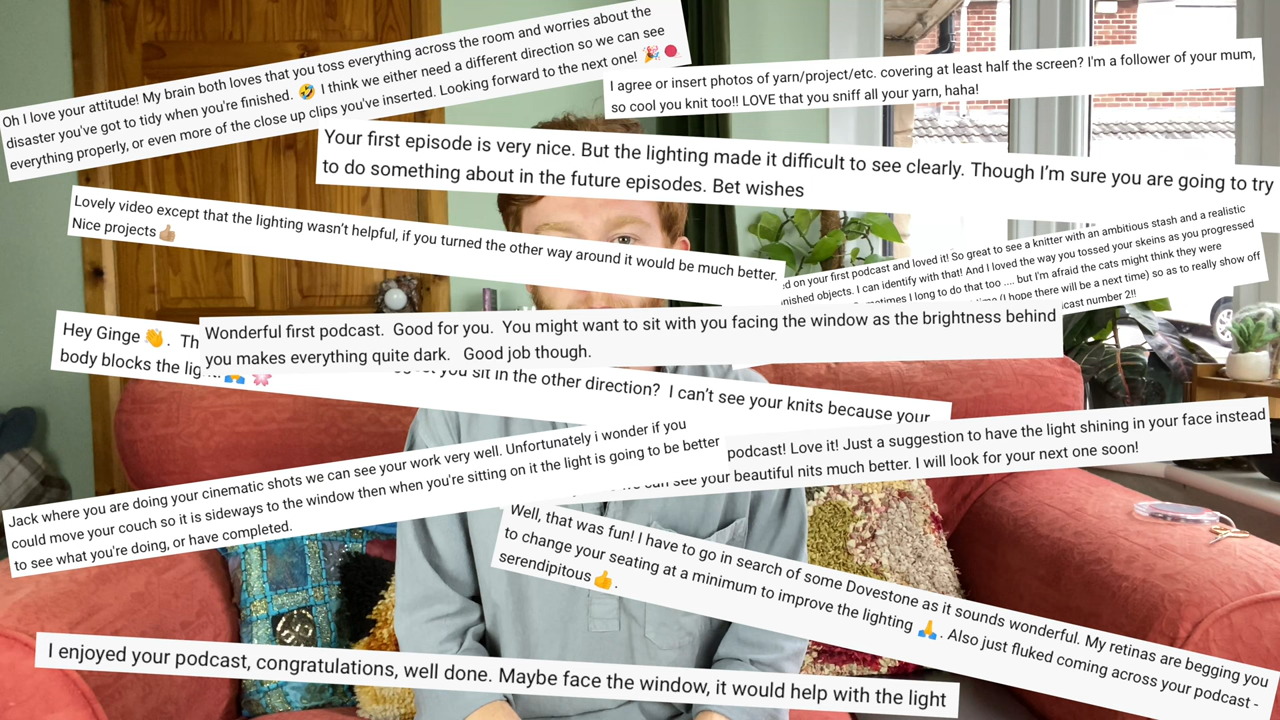 Oh I love your attitude! My brain both loves that you toss everything across the room and worries about the
disaster you've got to tidy when you're finished. 🤣 I think we either need a different direction so we can see
everything properly, or even more of the close up clips you've inserted. Looking forward to the next one! 🎉
I agree or insert photos of yarn/project/etc. covering at least half the screen? I'm a follower of your mum,
so cool you knit too!! LOVE that you sniff all your yarn, haha!
Your first episode is very nice. But the lighting made it difficult to see clearly. Though I'm sure you are going to try
to do something about in the future episodes. Bet wishes
Lovely video except that the lighting wasn't helpful, if you turned the other way around it would be much better.
Nice projects👍🏽
on your first podcast and loved it! So great to see a knitter with an ambitious stash and a realistic
objects. I can identify with that! And I loved the way you tossed your skeins as you progressed
I long to do that too .... but I'm afraid the cats might think they were
(I hope there will be a next time) so as to really show off
number 2!!
Hey Ginge 👋. Th
Wonderful first podcast. Good for you. You might want to sit with you facing the window as the brightness behind
you makes everything quite dark. Good job though.
you sit in the other direction? I can't see your knits because your
body blocks the lig 🙏 🌸
podcast! Love it! Just a suggestion to have the light shining in your face instead
can see your beautiful nits much better. I will look for your next one soon!
Jack where you are doing your cinematic shots we can see your work very well. Unfortunately i wonder if you
could move your couch so it is sideways to the window then when you're sitting on it the light is going to be better
to see what you're doing, or have completed.
Well, that was fun! I have to go in search of some Dovestone as it sounds wonderful. My retinas are begging you
to change your seating at a minimum to improve the lighting 🙏. Also just fluked coming across your podcast -
serendipitous 👍.
I enjoyed your podcast, congratulations, well done. Maybe face the window, it would help with the light